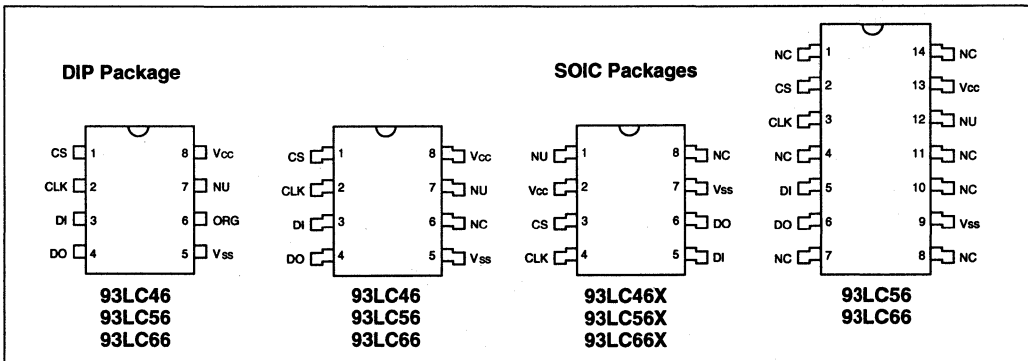 DIP Package
SOIC Packages
CS 1 8 Vcc
CLK 2 7 NU
DI 3 6 ORG
DO 4 5 Vss
93LC46
93LC56
93LC66
CS 1 8 Vcc
CLK 2 7 NU
DI 3 6 NC
DO 4 5 Vss
93LC46
93LC56
93LC66
NU 1 8 NC
Vcc 2 7 Vss
CS 3 6 DO
CLK 4 5 DI
93LC46X
93LC56X
93LC66X
NC 1 14 NC
CS 2 13 Vcc
CLK 3 12 NU
NC 4 11 NC
DI 5 10 NC
DO 6 9 Vss
NC 7 8 NC
93LC56
93LC66